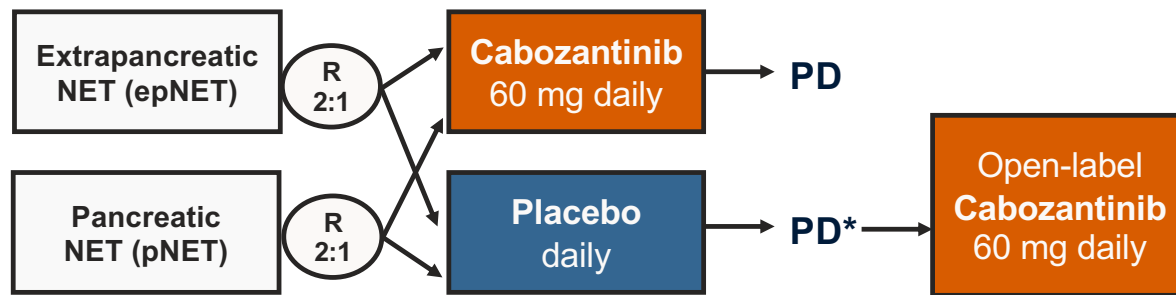 Extrapancreatic
NET (epNET)
R
2:1
Cabozantinib
60 mg daily
PD
Pancreatic
NET (pNET)
R
2:1
Placebo
daily
PD*
Open-label
Cabozantinib
60 mg daily